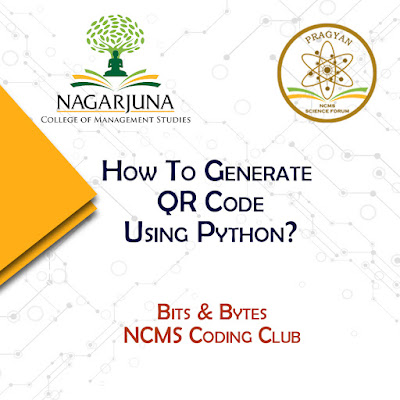 NAGARJUNA
COLLEGE OF MANAGEMENT STUDIES
PRAGYAN
NCMS
SCIENCE FORUM
HOW TO GENERATE
QR CODE
USING PYTHON?
BITS & BYTES
NCMS CODING CLUB